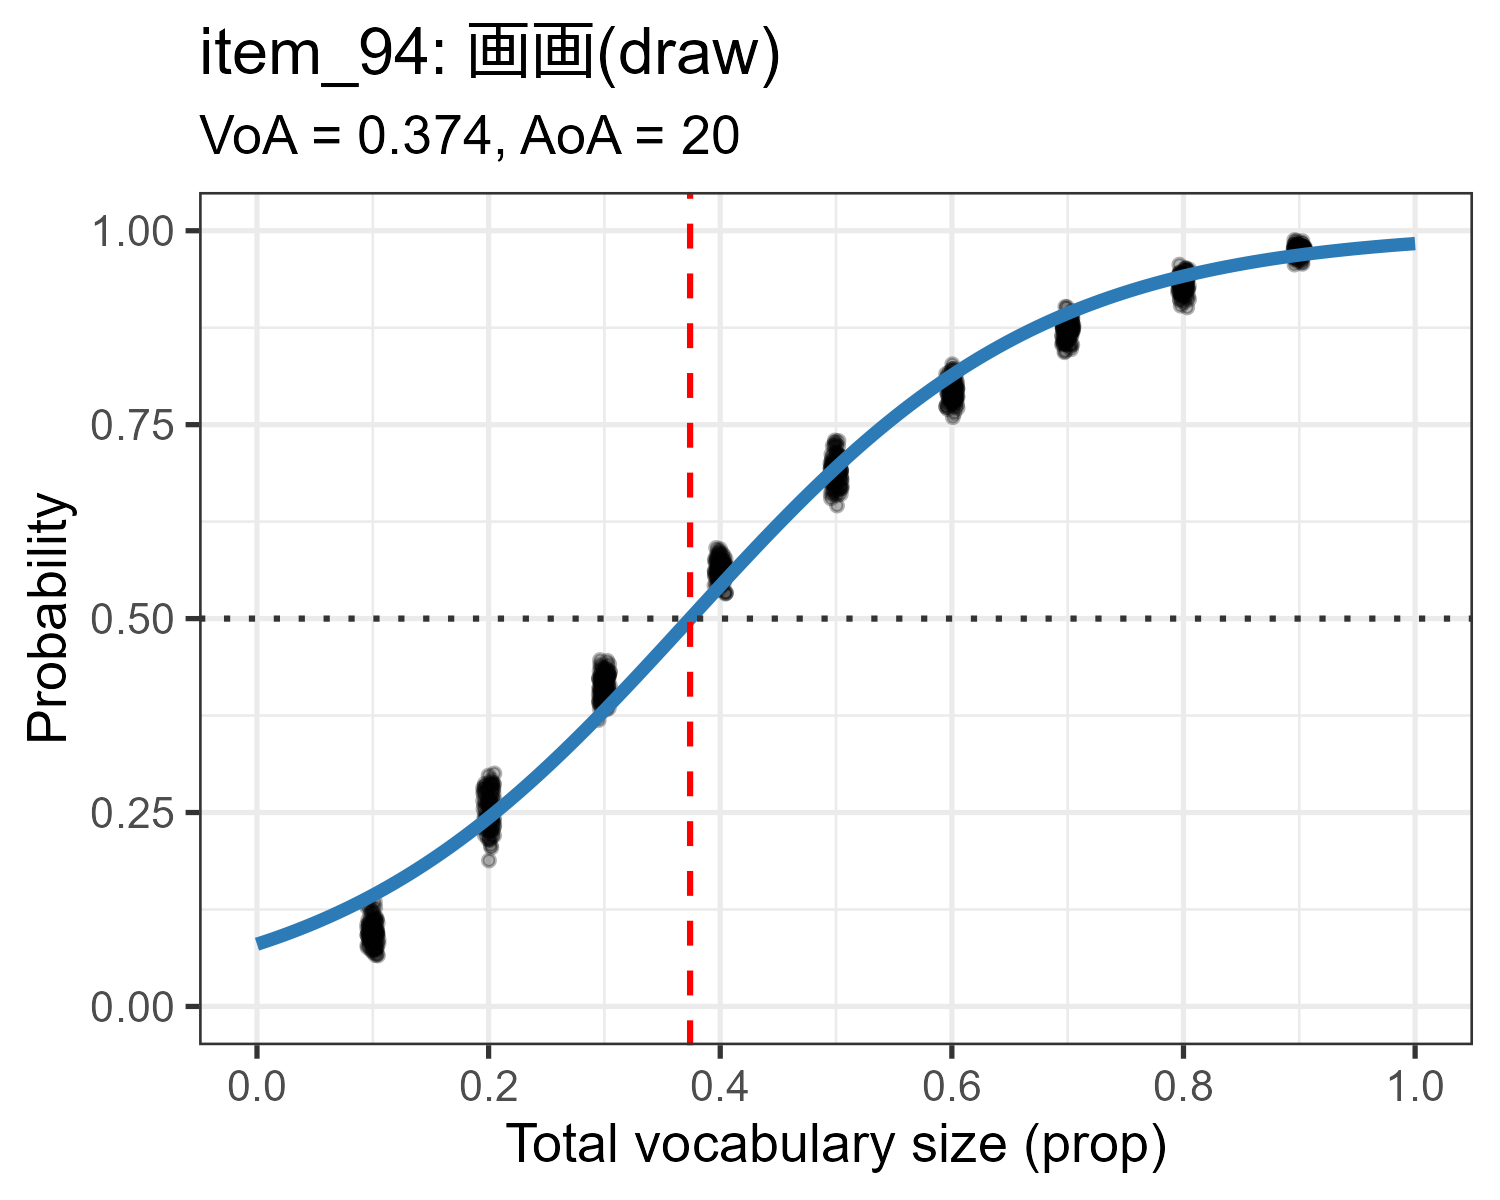 item_94: 画画(draw)
VoA = 0.374, AoA = 20
Probability
1.00
0.75
0.50
0.25
0.00
0.0 0.2 0.4 0.6 0.8 1.0
Total vocabulary size (prop)